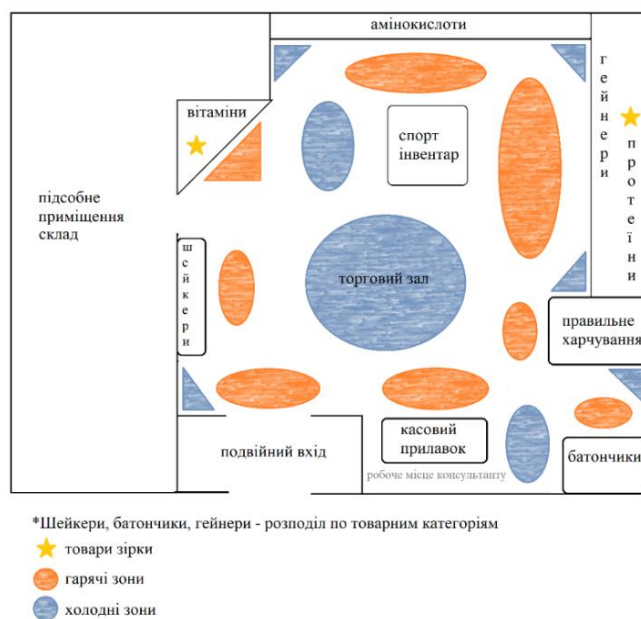 амінокислоти
гейнери
протеїни
вітаміни
спорт
інвентар
підсобне
приміщення
склад
шейкери
торговий зал
правильне
харчування
касовий
прилавок
подвійний вхід
батончики
робоче місце консультанту
*Шейкери, батончики, гейнери - розподіл по товарним категоріям
товари зірки
гарячі зони
холодні зони